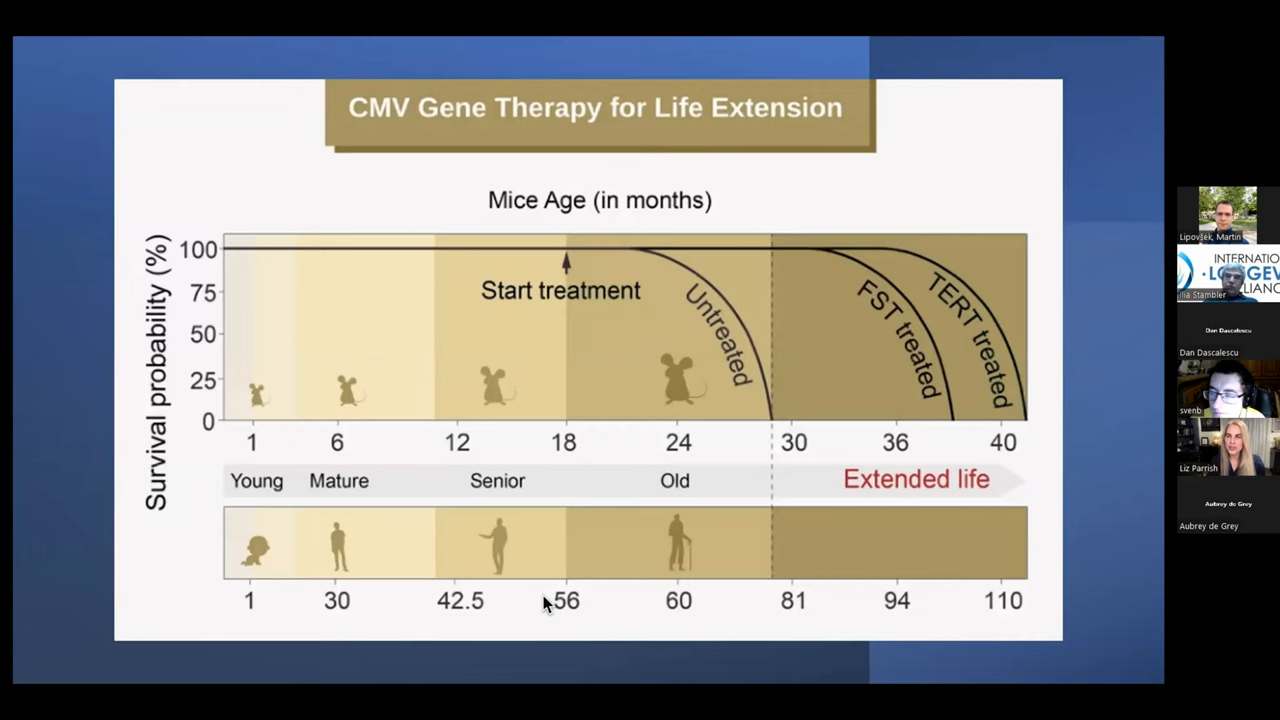 CMV Gene Therapy for Life Extension
Mice Age (in months)
Survival probability (%)
100
75
50
25
0
Start treatment
Untreated
FST treated
TERT treated
1 6 12 18 24 30 36 40
Young Mature Senior Old Extended life
1 30 42.5 56 60 81 94 110
Lipovšek, Martin
INTERNATIO
LONGEV
LLIANC
Ilia Stambler
Dan Dascalescu
Dan Dascalescu
svenb
Liz Parrish
Aubrey de Grey
Aubrey de Grey